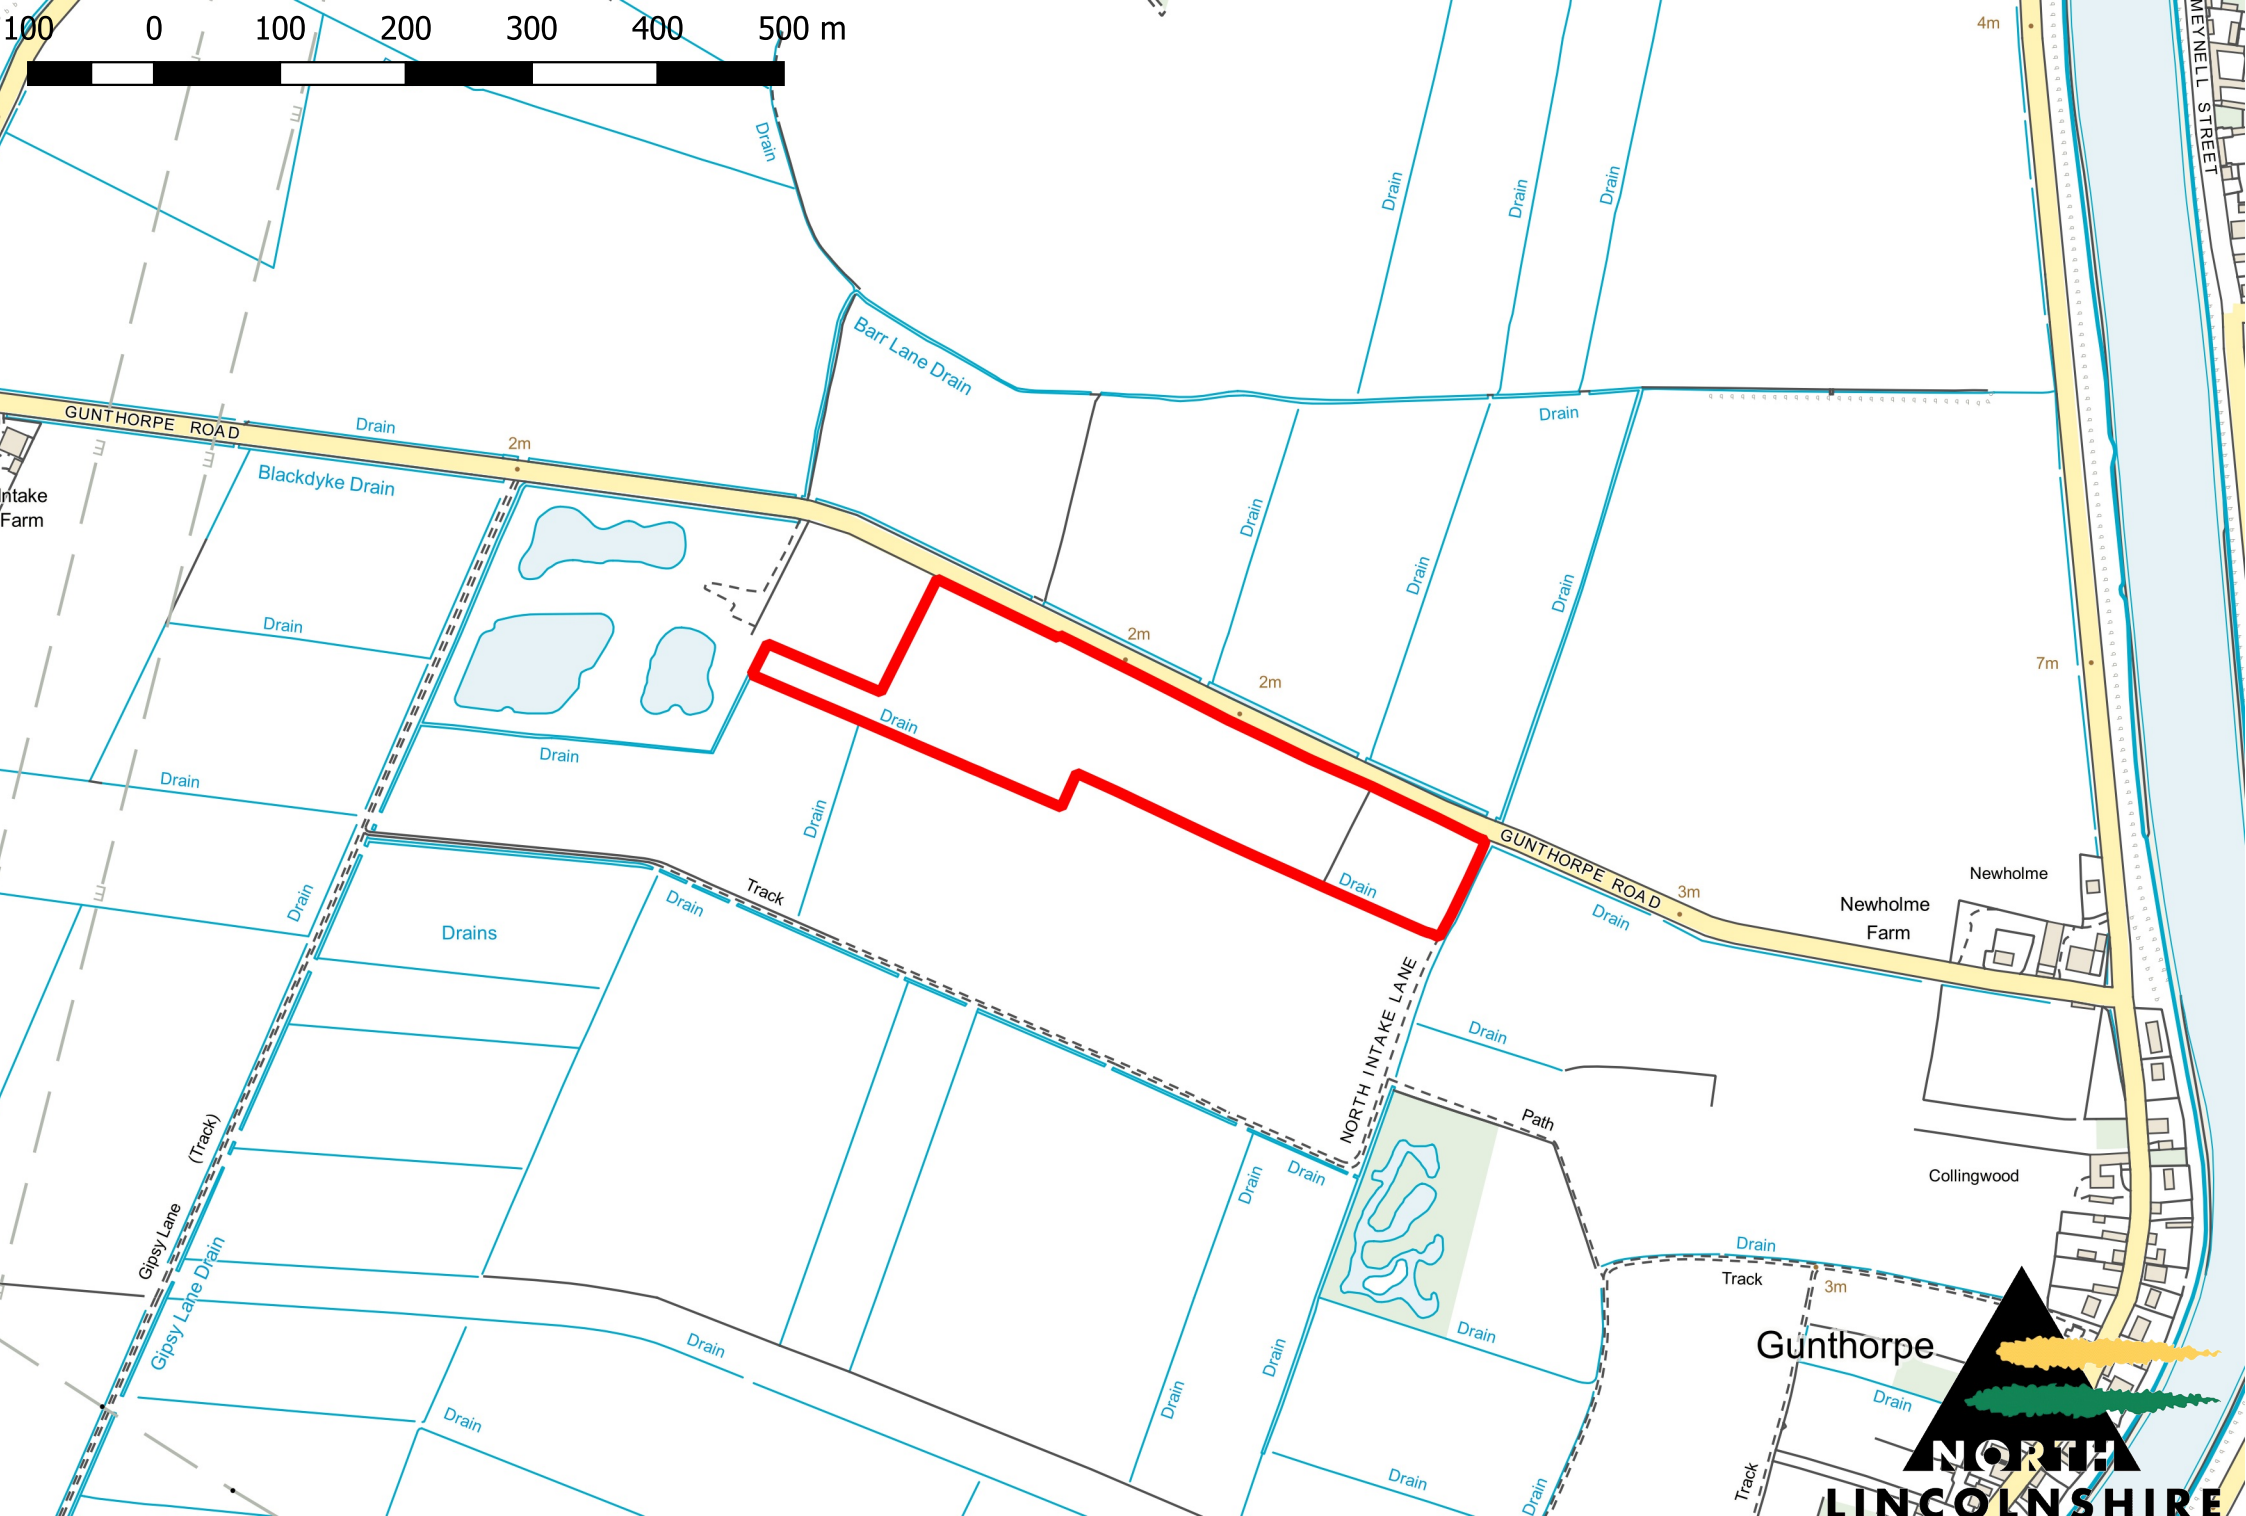 100 0 100 200 300 400 500 m
4m
MEYNELL STREET
Drain
Drain
Drain
Drain
Barr Lane Drain
GUNTHORPE ROAD
Drain
2m
Blackdyke Drain
Drain
Intake
Farm
Drain
Drain
Drain
Drain
2m
7m
2m
Drain
Drain
Drain
Drain
Drain
GUNTHORPE ROAD
3m
Newholme
Newholme
Farm
Drain
Drain
Track
Drain
Drain
Drain
Drains
NORTH INTAKE LANE
Drain
Path
(Track)
Collingwood
Drain
Drain
Gipsy Lane
Gipsy Lane Drain
Drain
Track
3m
Drain
Drain
Drain
Gunthorpe
Drain
Drain
Drain
Drain
Drain
Track
NORTH
LINCOLNSHIRE